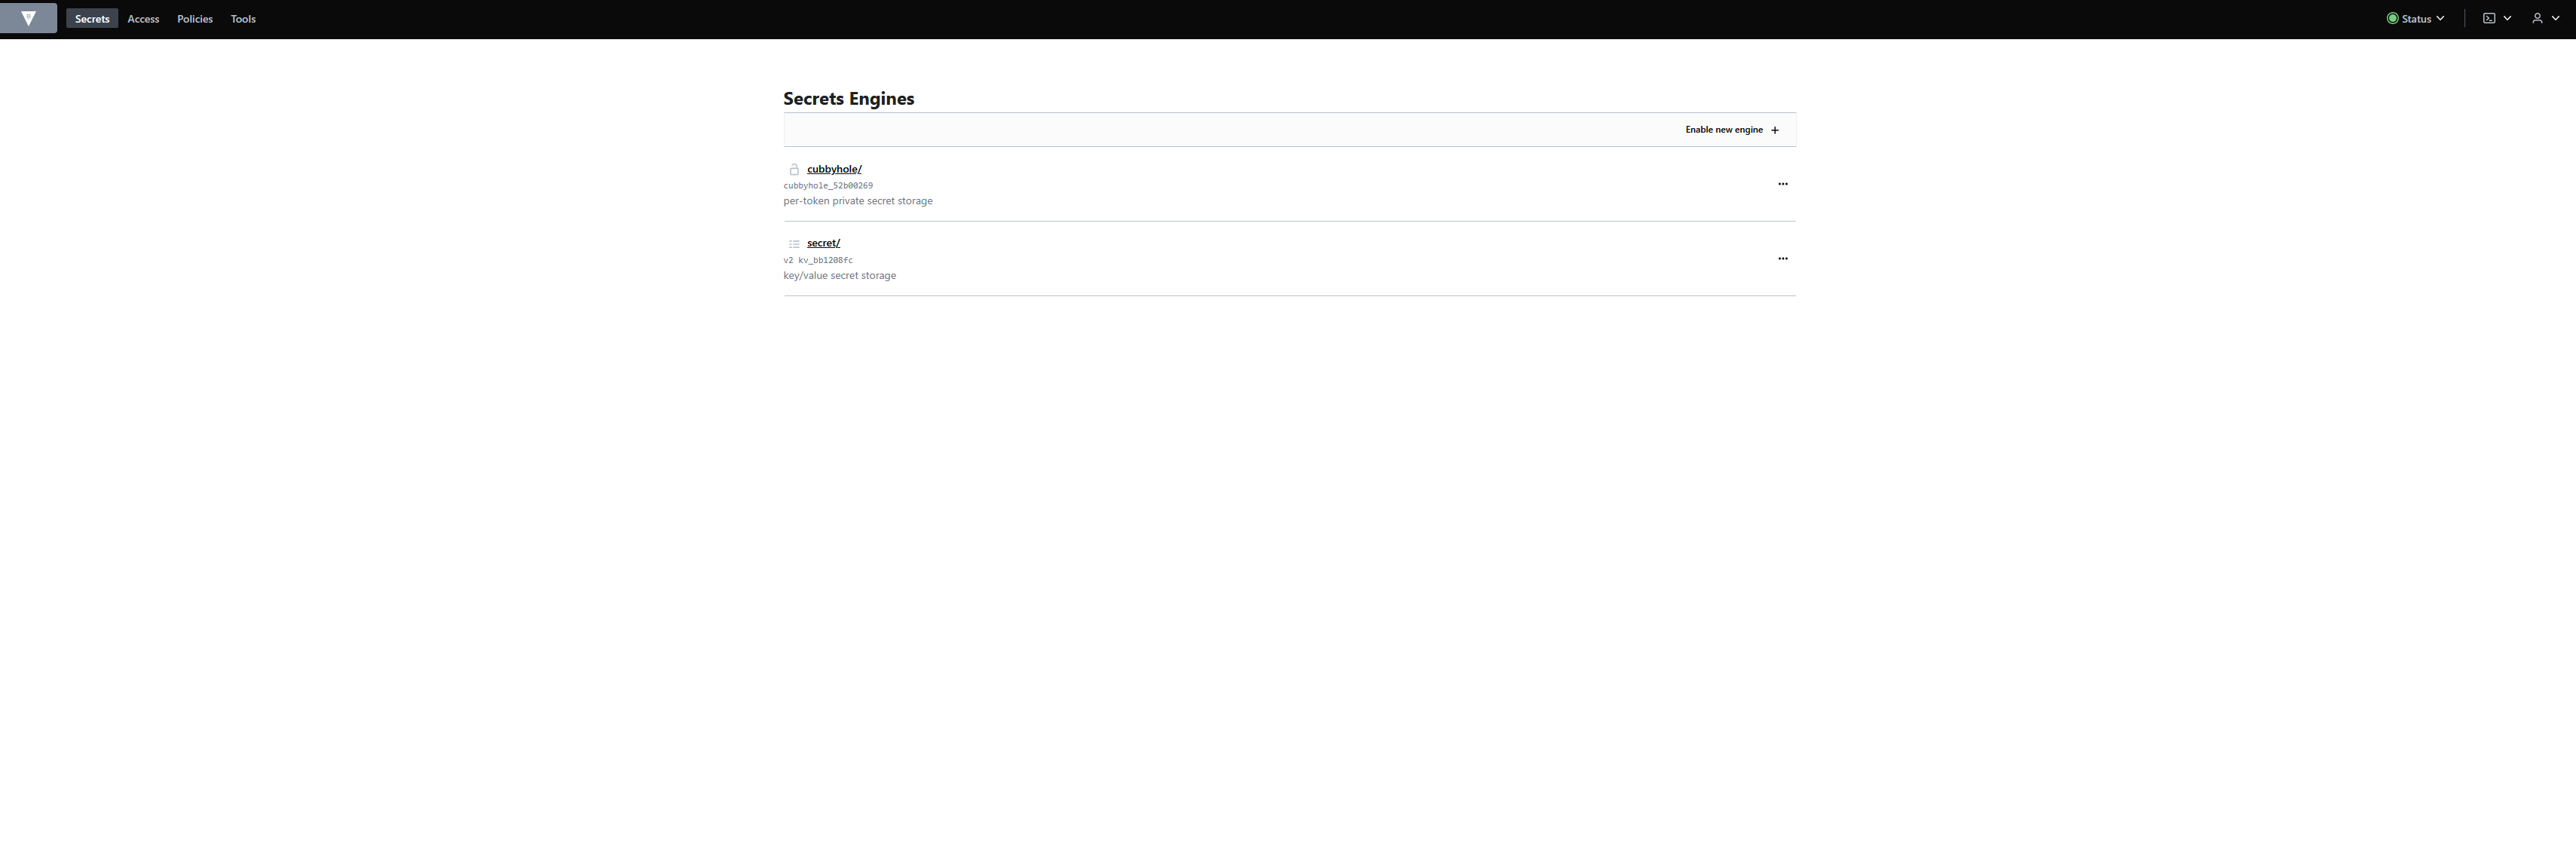 Secrets Access Policies Tools Status
Secrets Engines
Enable new engine
cubbyhole/
cubbyhole_52b00269
per-token private secret storage
secret/
v2 kv_bb1208fc
key/value secret storage